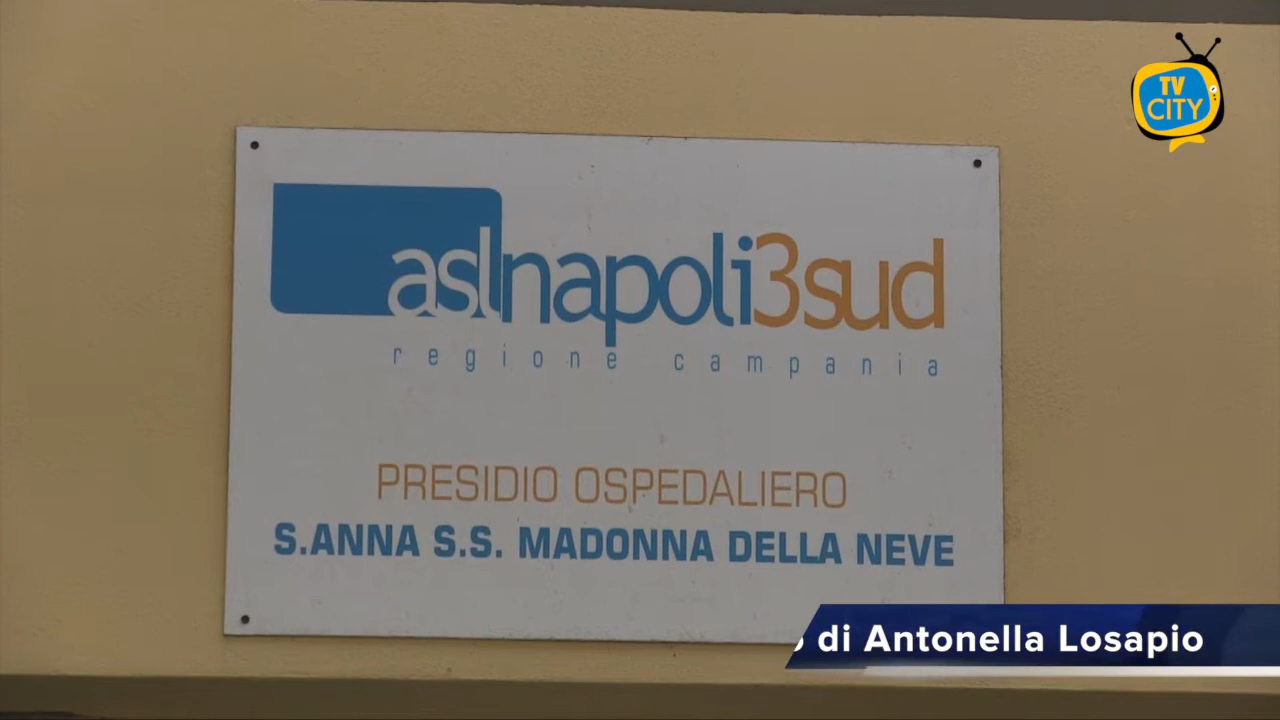 TV
CITY
aslnapoli3sud
regione campania
PRESIDIO OSPEDALIERO
S.ANNA S.S. MADONNA DELLA NEVE
di Antonella Losapio